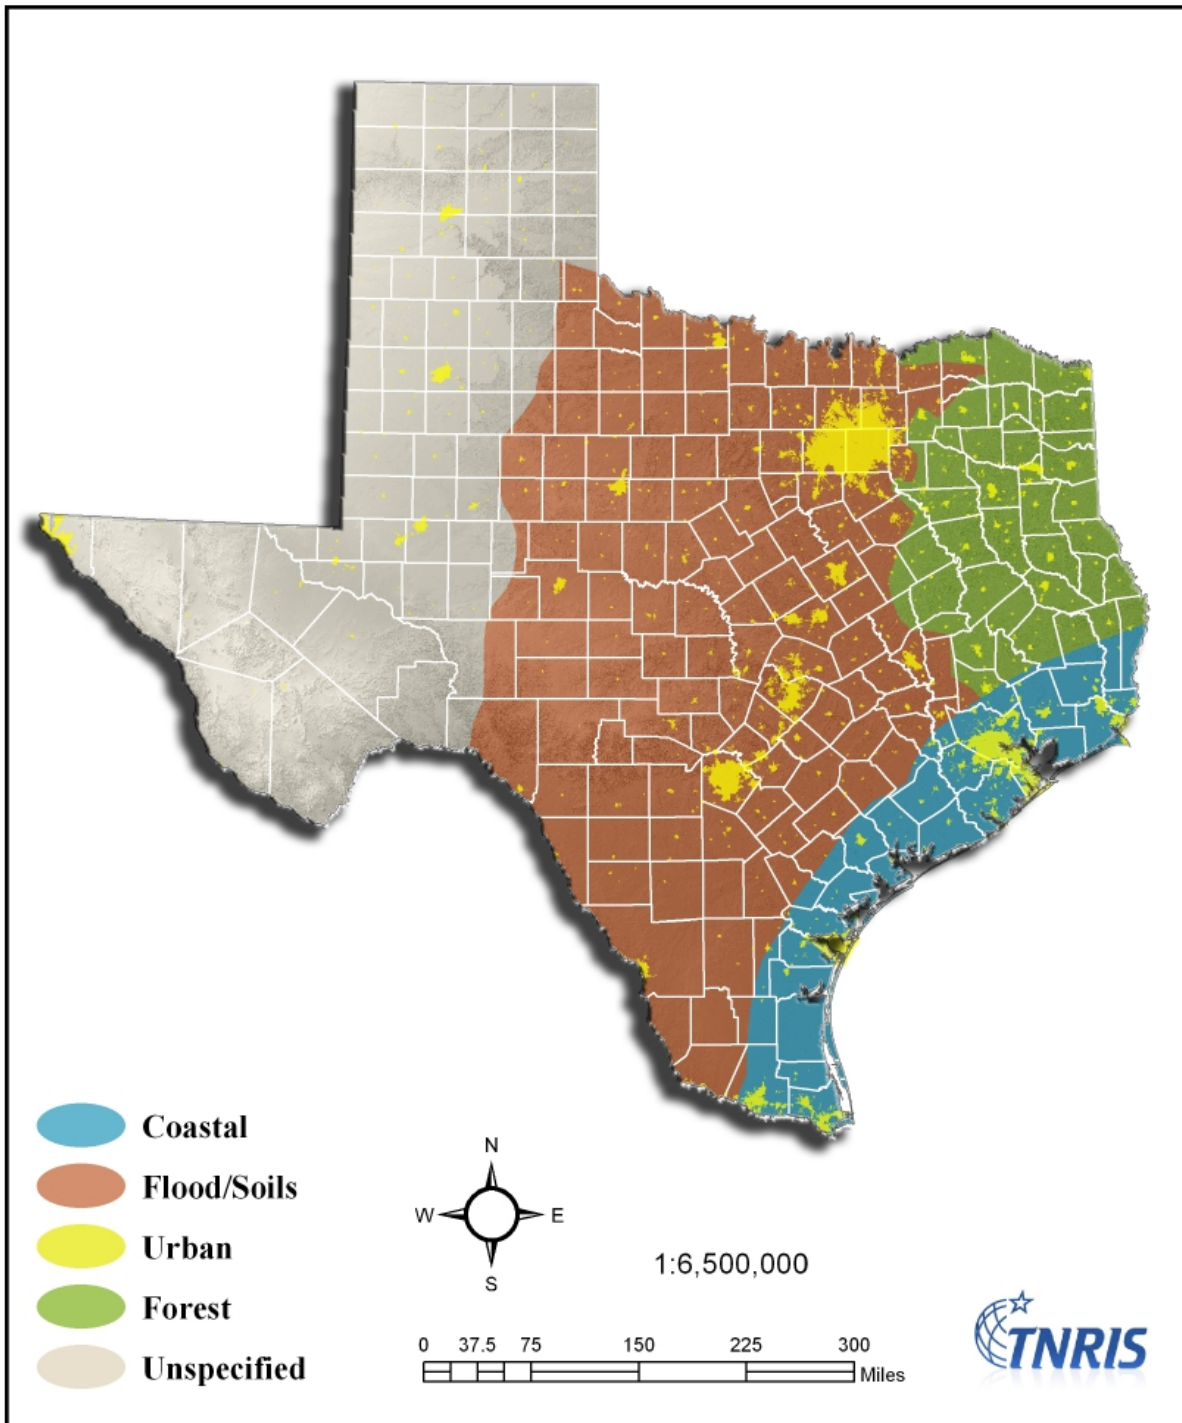 Coastal
Flood/Soils
Urban
Forest
Unspecified
N
W E
S
1:6,500,000
0 37.5 75 150 225 300
Miles
TNRIS